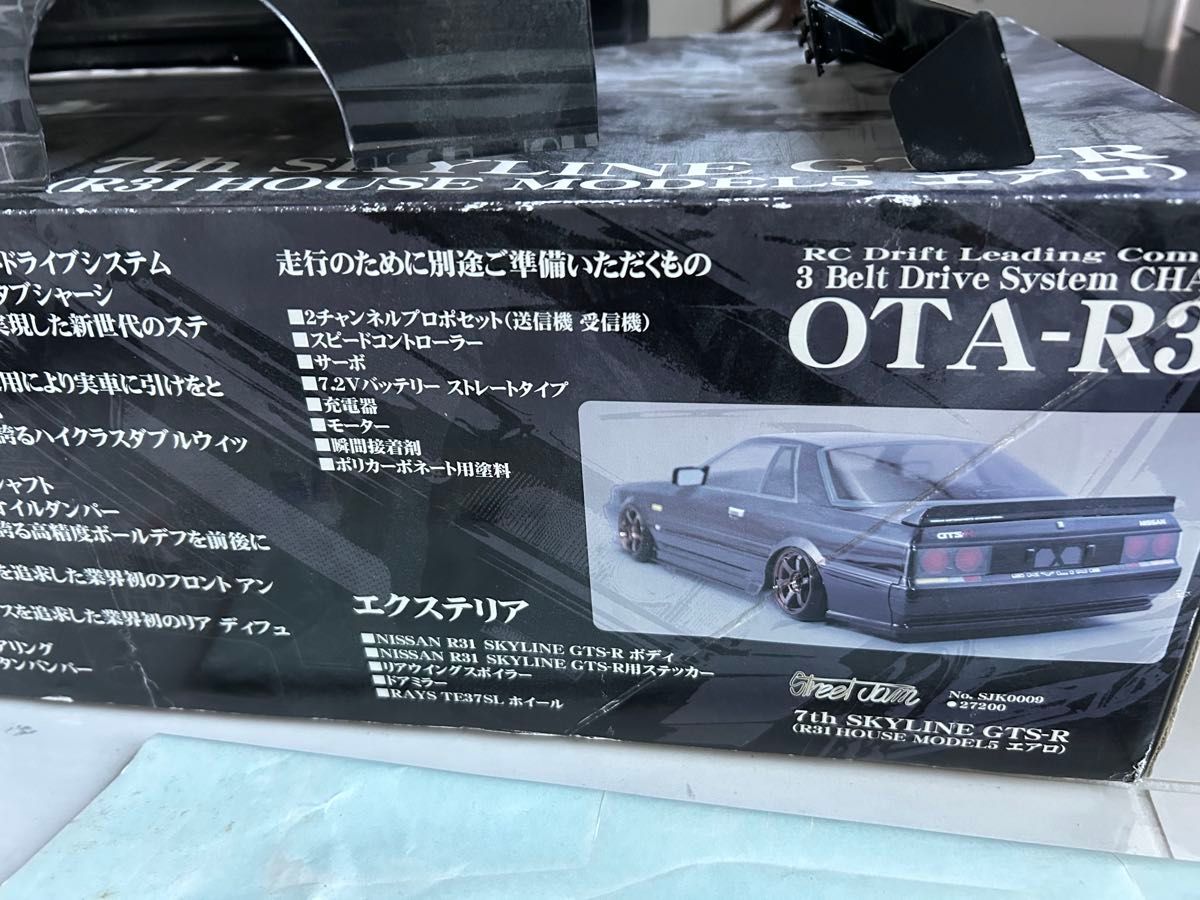 7th SKYLINE GTS-R
(R31 HOUSE MODEL5 エアロ)
ドライブシステム
タブシャーシ
実現した新世代のステ
用により実車に引けをと
誇るハイクラスダブルウィッ
シャフト
オイルダンパー
誇る高精度ボールデフを前後に
を追求した業界初のフロント アン
スを追求した業界初のリア ディフュ
アリング
タンバンパー
走行のために別途ご準備いただくもの
■2チャンネルプロポセット(送信機 受信機)
■スピードコントローラー
■サーボ
■7.2Vバッテリー ストレートタイプ
■充電器
■モーター
■瞬間接着剤
■ポリカーボネート用塗料
エクステリア
■NISSAN R31 SKYLINE GTS-R ボディ
■NISSAN R31 SKYLINE GTS-R用ステッカー
■リアウイングスポイラー
■ドアミラー
■RAYS TE37SL ホイール
RC Drift Leading Com
3 Belt Drive System CHA
OTA-R3
GTS-R
NISSAN
Street Jam
No. SJK0009
●27200
7th SKYLINE GTS-R
(R31 HOUSE MODEL5 エアロ)